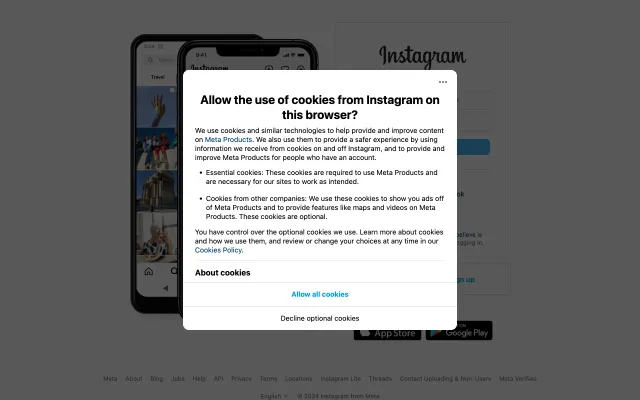 9:41
Instagram
Travel
Allow the use of cookies from Instagram on
this browser?
We use cookies and similar technologies to help provide and improve content
on Meta Products. We also use them to provide a safer experience by using
information we receive from cookies on and off Instagram, and to provide and
improve Meta Products for people who have an account.
• Essential cookies: These cookies are required to use Meta Products and
are necessary for our sites to work as intended.
• Cookies from other companies: We use these cookies to show you ads off
of Meta Products and to provide features like maps and videos on Meta
Products. These cookies are optional.
You have control over the optional cookies we use. Learn more about cookies
and how we use them, and review or change your choices at any time in our
Cookies Policy.
About cookies
Allow all cookies
Decline optional cookies
App Store
Google Play
Meta About Blog Jobs Help API Privacy Terms Locations Instagram Lite Threads Contact Uploading & Non-Users Meta Verified
English © 2024 Instagram from Meta